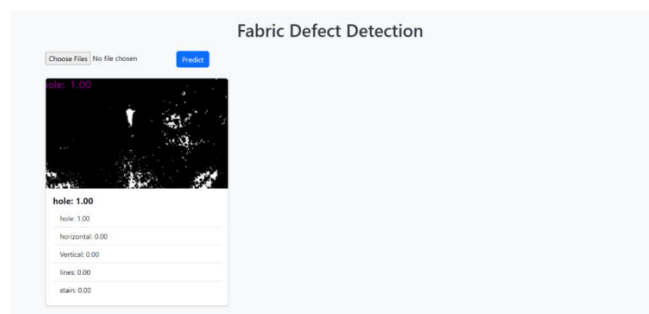 Fabric Defect Detection
Choose Files No file chosen Predict
hole: 1.00
hole: 1.00
hole: 1.00
horizontal: 0.00
Vertical: 0.00
lines: 0.00
stain: 0.00